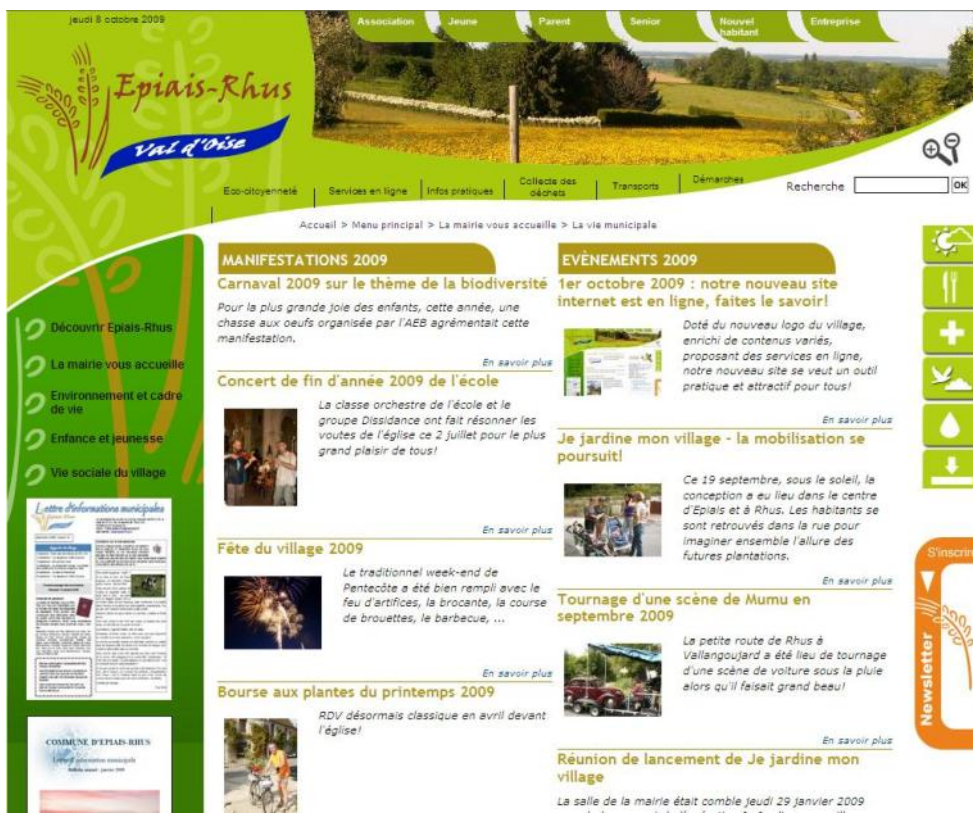 jeudi 8 octobre 2009
Association
Jeune
Parent
Senior
Nouvel
habitant
Entreprise
Epiais-Rhus
Val d'Oise
Eco-citoyenneté
Services en ligne
Infos pratiques
Collecte des
déchets
Transports
Démarches
Recherche
OK
Accueil > Menu principal > La mairie vous accueille > La vie municipale
Découvrir Epiais-Rhus
La mairie vous accueille
Environnement et cadre
de vie
Enfance et jeunesse
Vie sociale du village
Lettre d'informations municipales
COMMUNE D'EPIAIS-RHUS
MANIFESTATIONS 2009
Carnaval 2009 sur le thème de la biodiversité
Pour la plus grande joie des enfants, cette année, une
chasse aux oeufs organisée par l'AEB agrémentait cette
manifestation.
En savoir plus
Concert de fin d'année 2009 de l'école
La classe orchestre de l'école et le
groupe Dissidance ont fait résonner les
voutes de l'église ce 2 juillet pour le plus
grand plaisir de tous!
En savoir plus
Fête du village 2009
Le traditionnel week-end de
Pentecôte a été bien rempli avec le
feu d'artifices, la brocante, la course
de brouettes, le barbecue, ...
En savoir plus
Bourse aux plantes du printemps 2009
RDV désormais classique en avril devant
l'église!
EVÈNEMENTS 2009
1er octobre 2009 : notre nouveau site
internet est en ligne, faites le savoir!
Doté du nouveau logo du village,
enrichi de contenus variés,
proposant des services en ligne,
notre nouveau site se veut un outil
pratique et attractif pour tous!
En savoir plus
Je jardine mon village - la mobilisation se
poursuit!
Ce 19 septembre, sous le soleil, la
conception a eu lieu dans le centre
d'Epiais et à Rhus. Les habitants se
sont retrouvés dans la rue pour
imaginer ensemble l'allure des
futures plantations.
En savoir plus
Tournage d'une scène de Mumu en
septembre 2009
La petite route de Rhus à
Vallangoujard a été lieu de tournage
d'une scène de voiture sous la pluie
alors qu'il faisait grand beau!
En savoir plus
Réunion de lancement de Je jardine mon
village
La salle de la mairie était comble jeudi 29 janvier 2009
S'inscrire
Newsletter